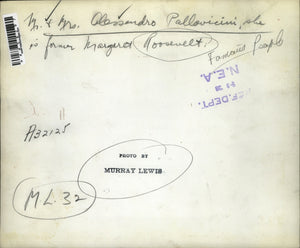 Mr & Mrs. Alessandro Pallavicini, she
is former Margaret Roosevelt?
Famous People
REF. DEPT.
N.E.A.
A32125
PHOTO BY
MURRAY LEWIS
ML. 32